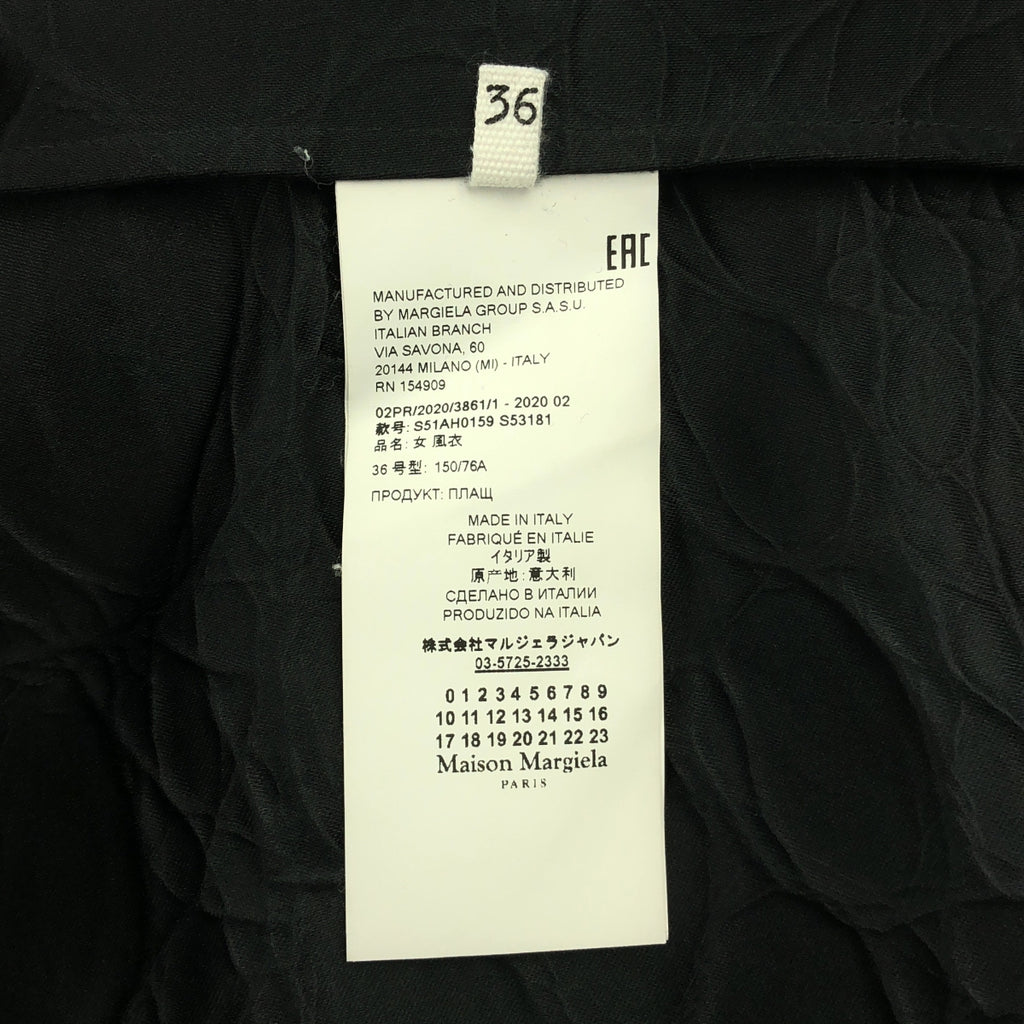 36
EAC
MANUFACTURED AND DISTRIBUTED
BY MARGIELA GROUP S.A.S.U.
ITALIAN BRANCH
VIA SAVONA, 60
20144 MILANO (MI) - ITALY
RN 154909
02PR/2020/3861/1 - 2020 02
款号: S51AH0159 S53181
品名: 女 風衣
36 号型: 150/76A
ПРОДУКТ: ПЛАЩ
MADE IN ITALY
FABRIQUÉ EN ITALIE
イタリア製
原产地: 意大利
СДЕЛАНО В ИТАЛИИ
PRODUZIDO NA ITALIA
株式会社マルジェラジャパン
03-5725-2333
0 1 2 3 4 5 6 7 8 9
10 11 12 13 14 15 16
17 18 19 20 21 22 23
Maison Margiela
PARIS